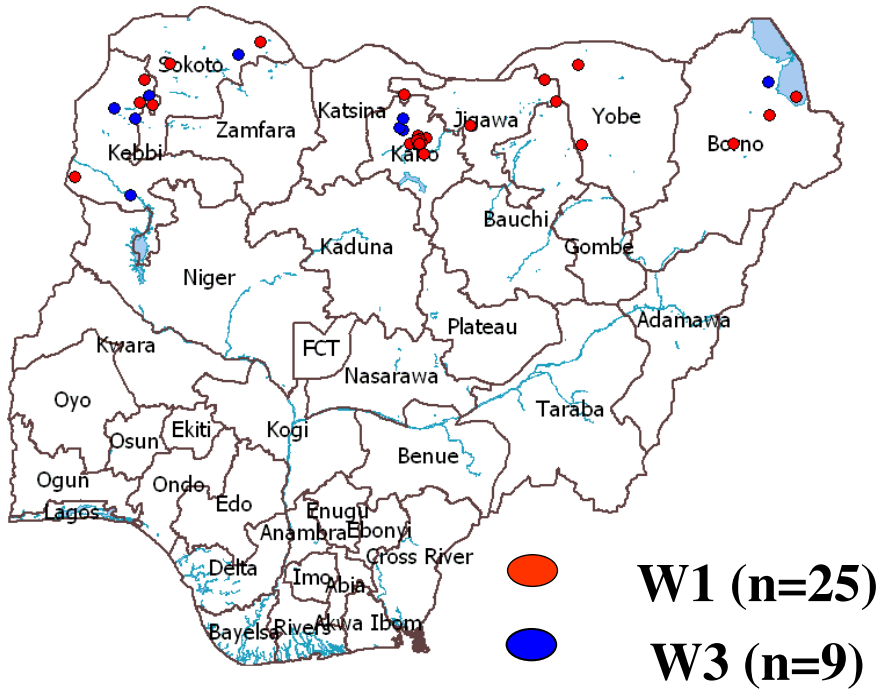 Sokoto
Katsina
Jigawa
Yobe
Zamfara
Borno
Kebbi
Kano
Bauchi
Kaduna
Gombe
Niger
Plateau
Adamawa
Kwara
FCT
Nasarawa
Oyo
Taraba
Osun
Ekiti
Kogi
Benue
Ogun
Ondo
Edo
Lagos
Enugu
Anambra
Ebonyi
Cross River
Delta
Imo
Abia
Bayelsa
Rivers
Akwa Ibom
W1 (n=25)
W3 (n=9)